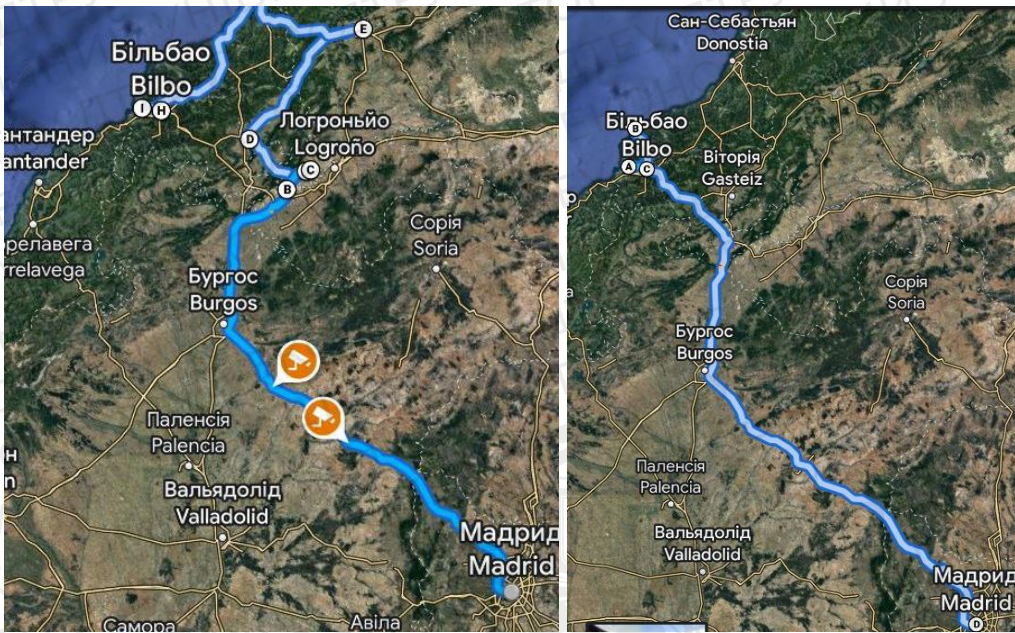 Більбао
Bilbo
E
I
H
антандер
antander
D
Логроньйо
Logroño
C
B
релавега
rrelavega
Сорія
Soria
Бургос
Burgos
Паленсія
Palencia
н
n
Вальядолід
Valladolid
Мадрид
Madrid
Самора
Авіла
Сан-Себастьян
Donostia
Більбао
B
Bilbo
A
C
Віторія
Gasteiz
р
а
Сорія
Soria
Бургос
Burgos
Паленсія
Palencia
Вальядолід
Valladolid
Мадрид
Madrid
D